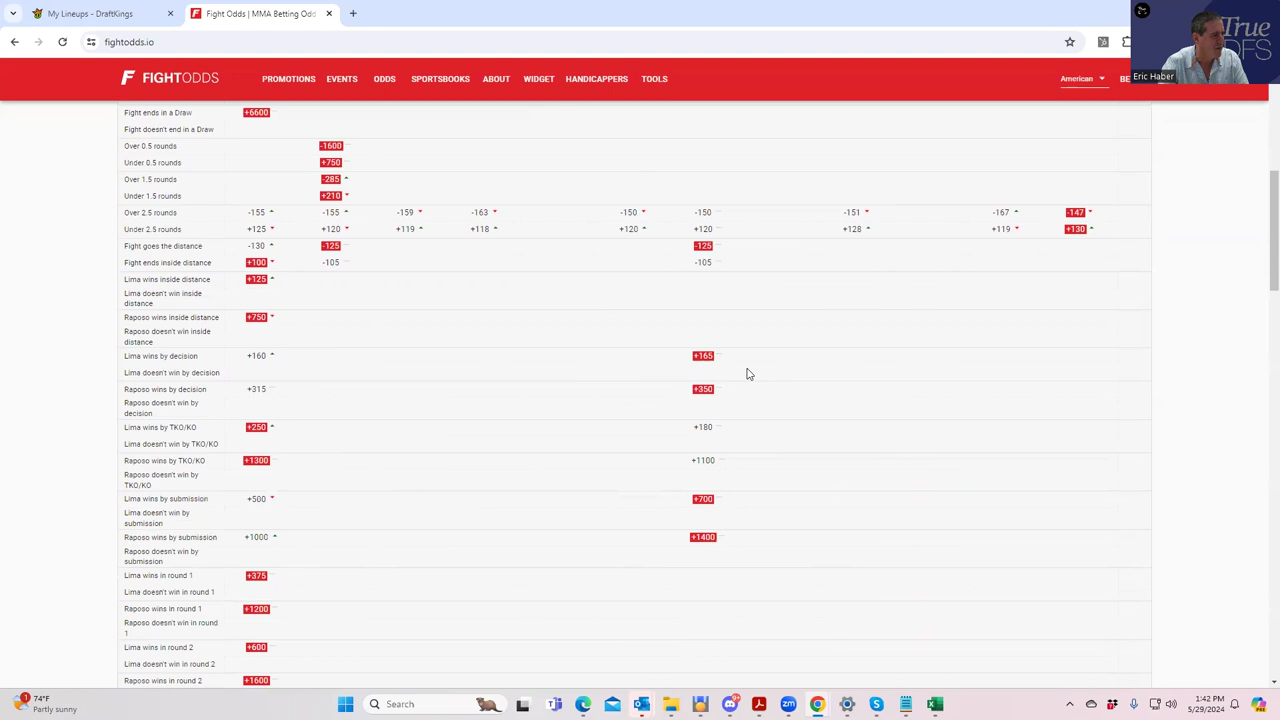 My Lineups - DraftKings
Fight Odds | MMA Betting Odd
fightodds.io
True
DFS
Eric Haber
FIGHTODDS
PROMOTIONS EVENTS ODDS SPORTSBOOKS ABOUT WIDGET HANDICAPPERS TOOLS
American
BE
Fight ends in a Draw +6600
Fight doesn't end in a Draw
Over 0.5 rounds -1600
Under 0.5 rounds +750
Over 1.5 rounds -285
Under 1.5 rounds +210
Over 2.5 rounds -155 -155 -159 -163 -150 -150 -151 -167 -147
Under 2.5 rounds +125 +120 +119 +118 +120 +120 +128 +119 +130
Fight goes the distance -130 -125 -125
Fight ends inside distance +100 -105 -105
Lima wins inside distance +125
Lima doesn't win inside
distance
Raposo wins inside distance +750
Raposo doesn't win inside
distance
Lima wins by decision +160 +165
Lima doesn't win by decision
Raposo wins by decision +315 +350
Raposo doesn't win by
decision
Lima wins by TKO/KO +250 +180
Lima doesn't win by TKO/KO
Raposo wins by TKO/KO +1300 +1100
Raposo doesn't win by
TKO/KO
Lima wins by submission +500 +700
Lima doesn't win by
submission
Raposo wins by submission +1000 +1400
Raposo doesn't win by
submission
Lima wins in round 1 +375
Lima doesn't win in round 1
Raposo wins in round 1 +1200
Raposo doesn't win in round
1
Lima wins in round 2 +600
Lima doesn't win in round 2
Raposo wins in round 2 +1600
1
74°F
Partly sunny
Search
1:42 PM
5/29/2024